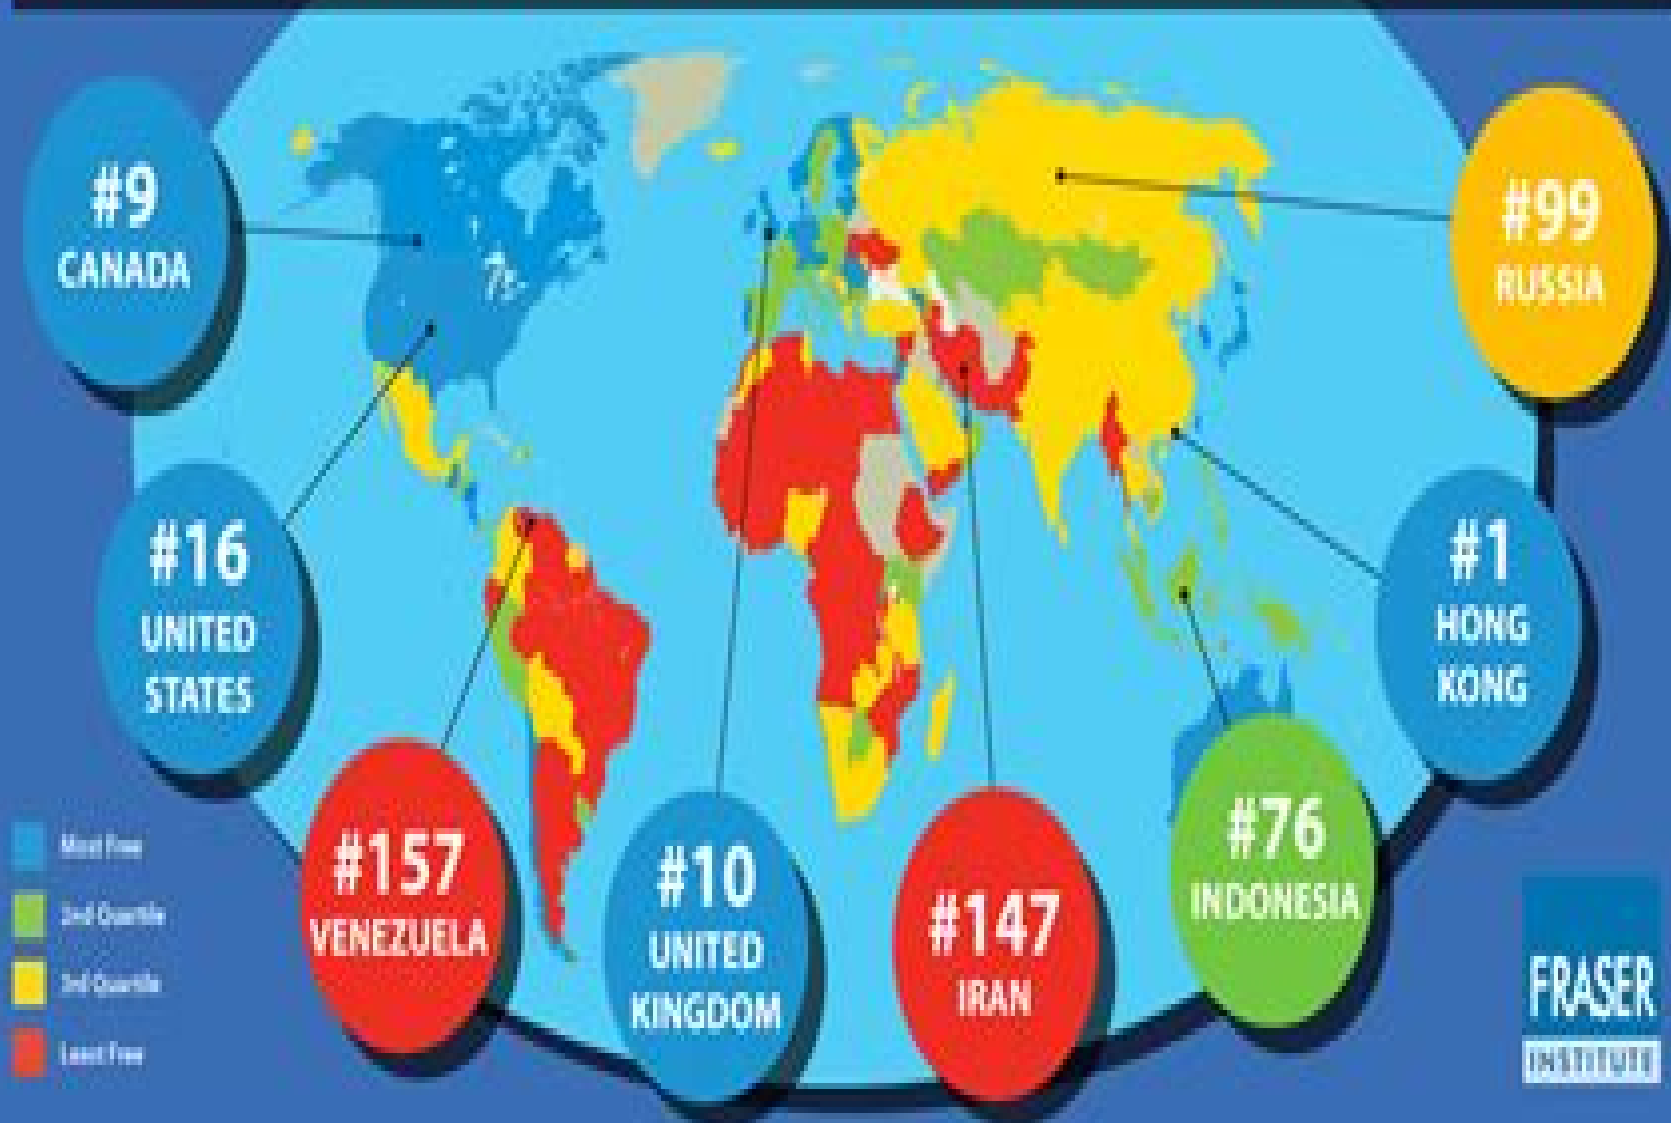 #9
CANADA
#99
RUSSIA
#16
UNITED
STATES
#1
HONG
KONG
#157
VENEZUELA
#10
UNITED
KINGDOM
#147
IRAN
#76
INDONESIA
Most Free
2nd Quartile
3rd Quartile
Least Free
FRASER
INSTITUTE